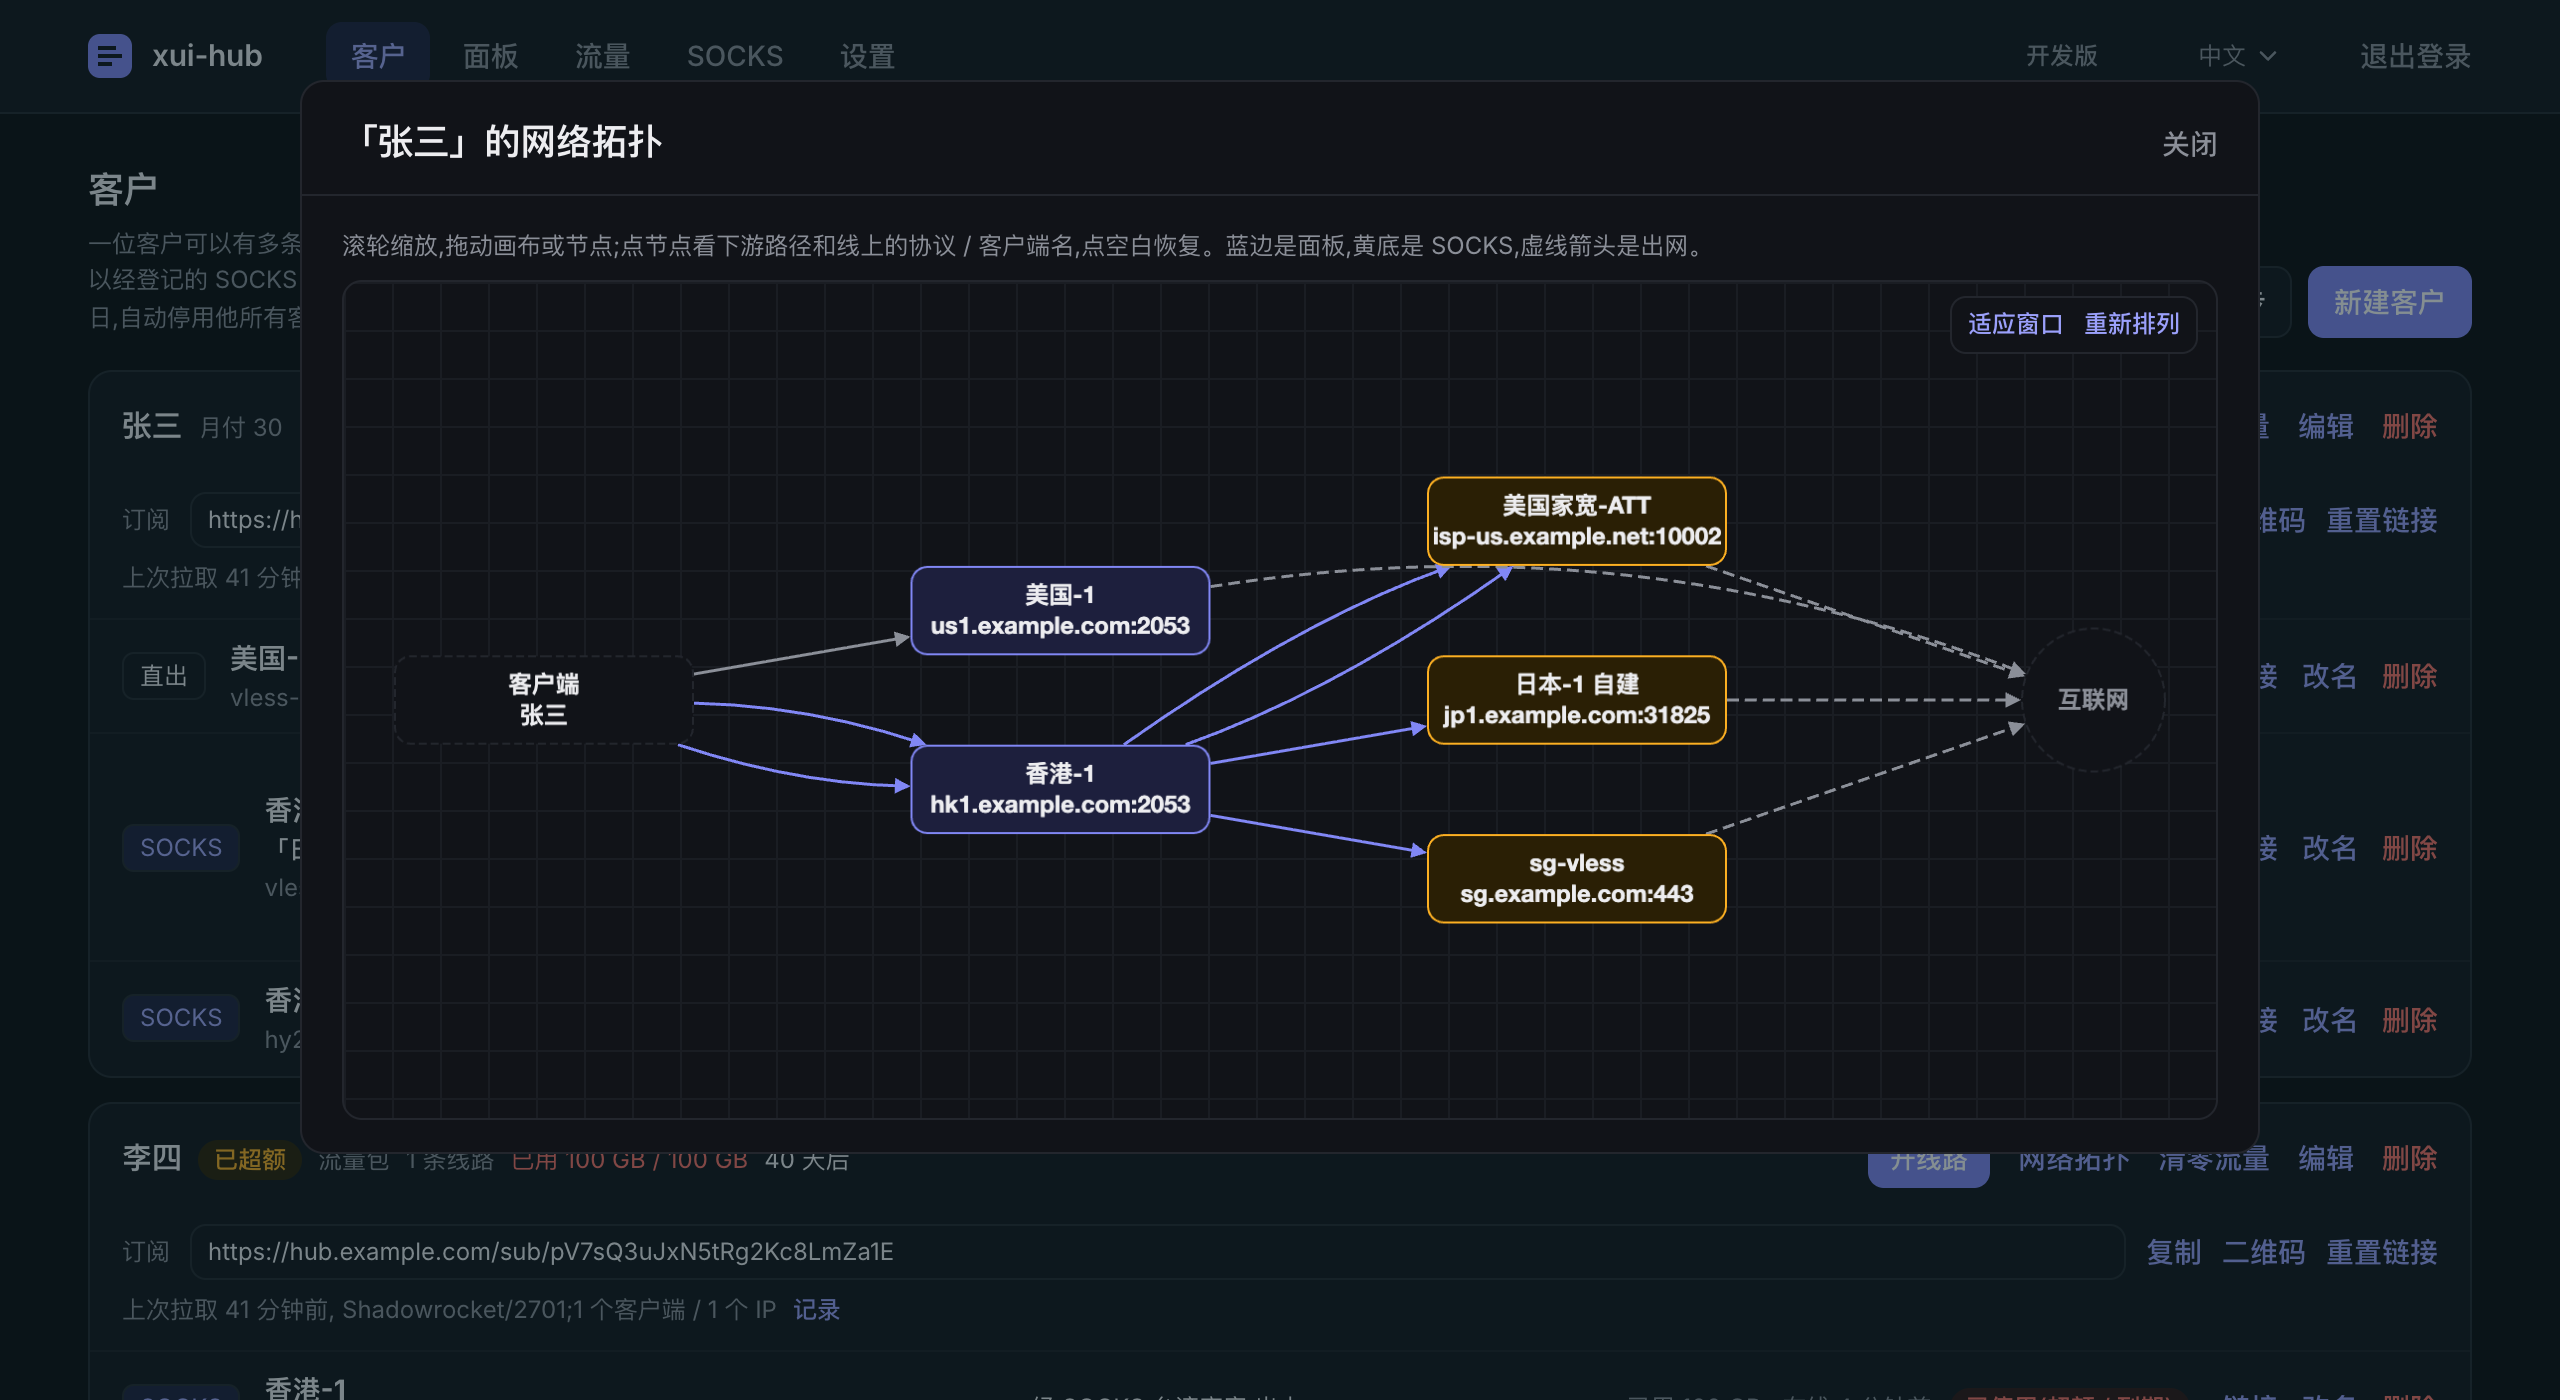 xui-hub
客户
面板
流量
SOCKS
设置
开发版
中文
退出登录
「张三」的网络拓扑
关闭
滚轮缩放,拖动画布或节点;点节点看下游路径和线上的协议 / 客户端名,点空白恢复。蓝边是面板,黄底是 SOCKS,虚线箭头是出网。
适应窗口 重新排列
美国家宽-ATT
isp-us.example.net:10002
美国-1
us1.example.com:2053
客户端
张三
日本-1 自建
jp1.example.com:31825
互联网
香港-1
hk1.example.com:2053
sg-vless
sg.example.com:443
客户
一位客户可以有多条
以经登记的 SOCKS
日,自动停用他所有客
新建客户
张三 月付 30
编辑 删除
订阅 https://h
重置链接
上次拉取 41 分钟
直出
美国-
vless-
改名 删除
SOCKS
vle
改名 删除
SOCKS
hy2
改名 删除
李四 已超额 流量包 1 条线路 已用 100 GB / 100 GB 40 天后
开线路 网络拓扑 清零流量 编辑 删除
订阅 https://hub.example.com/sub/pV7sQ3uJxN5tRg2Kc8LmZa1E 复制 二维码 重置链接
上次拉取 41 分钟前, Shadowrocket/2701;1 个客户端 / 1 个 IP 记录
香港-1